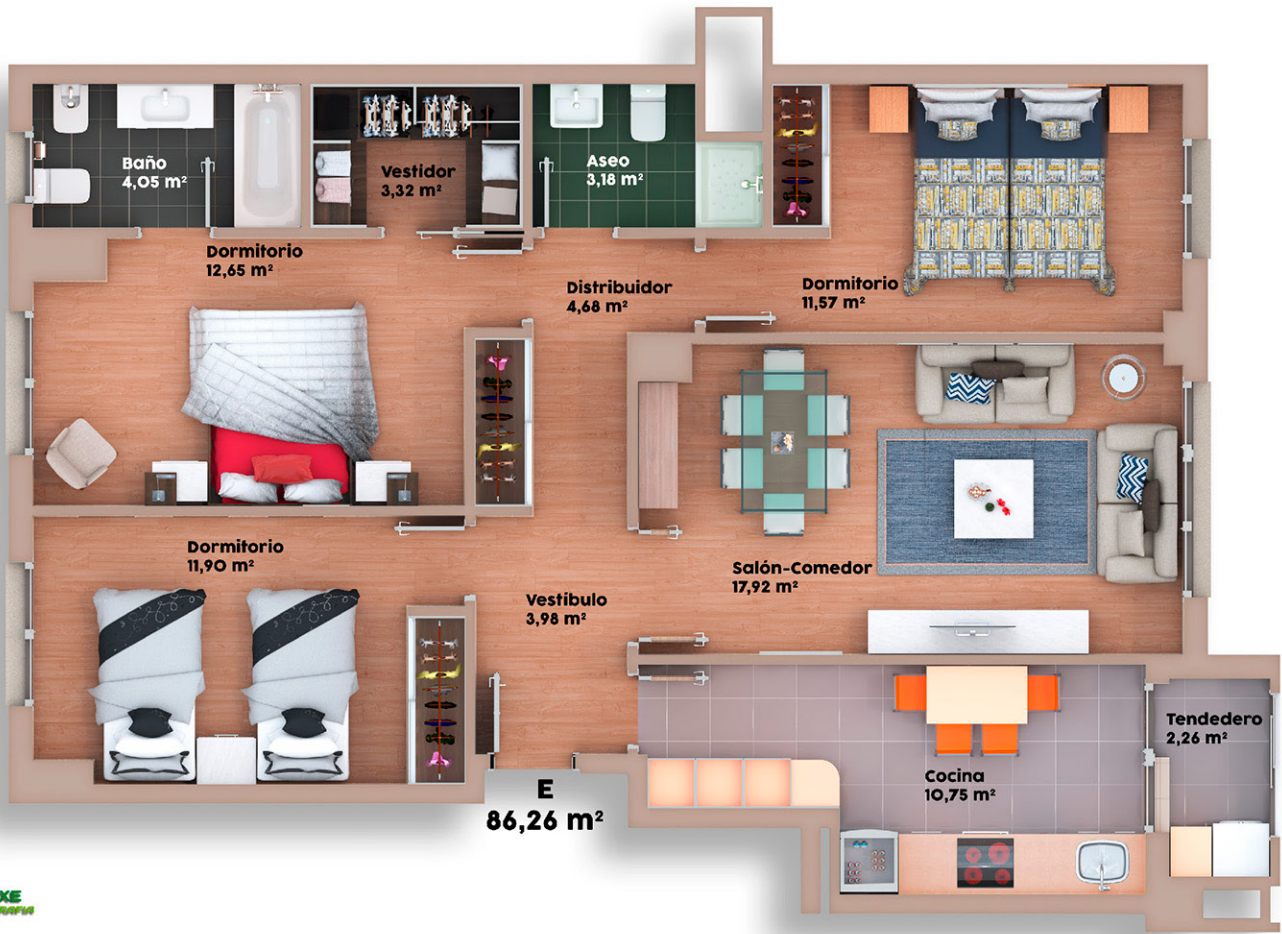 Baño
4,05 m²
Vestidor
3,32 m²
Aseo
3,18 m²
Dormitorio
12,65 m²
Distribuidor
4,68 m²
Dormitorio
11,57 m²
Dormitorio
11,90 m²
Vestíbulo
3,98 m²
Salón-Comedor
17,92 m²
Tendedero
2,26 m²
Cocina
10,75 m²
E
86,26 m²
XE